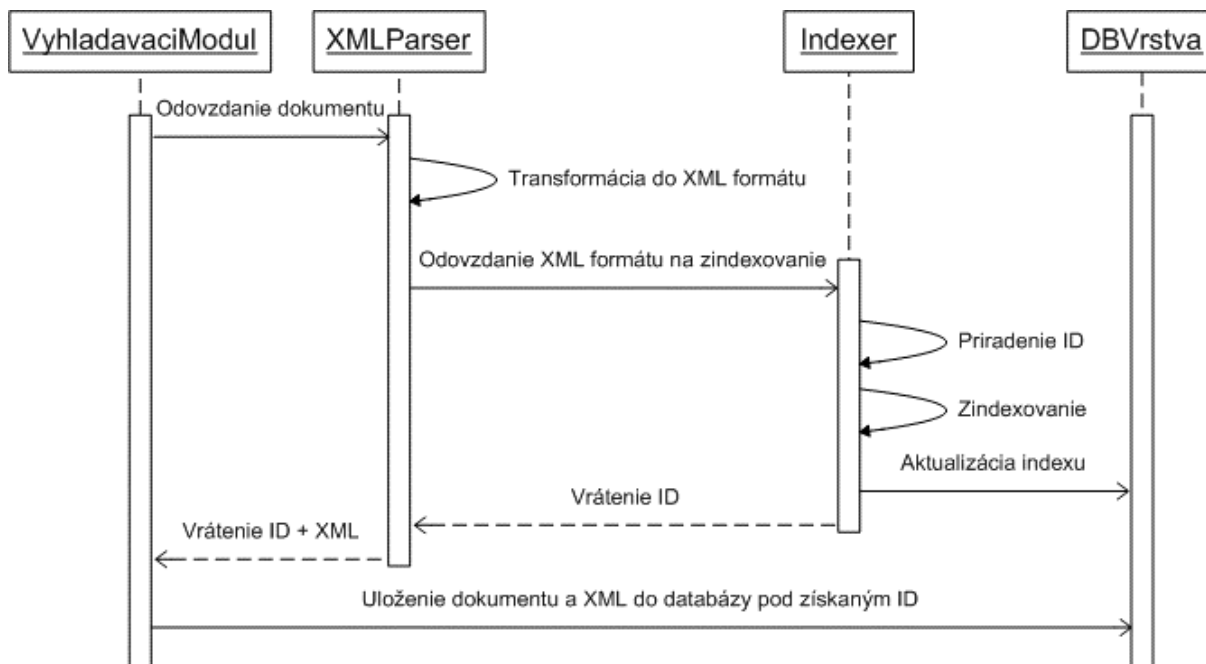 VyhladavaciModul
XMLParser
Indexer
DBVrstva
Odovzdanie dokumentu
Transformácia do XML formátu
Odovzdanie XML formátu na zindexovanie
Priradenie ID
Zindexovanie
Aktualizácia indexu
Vrátenie ID
Vrátenie ID + XML
Uloženie dokumentu a XML do databázy pod získaným ID